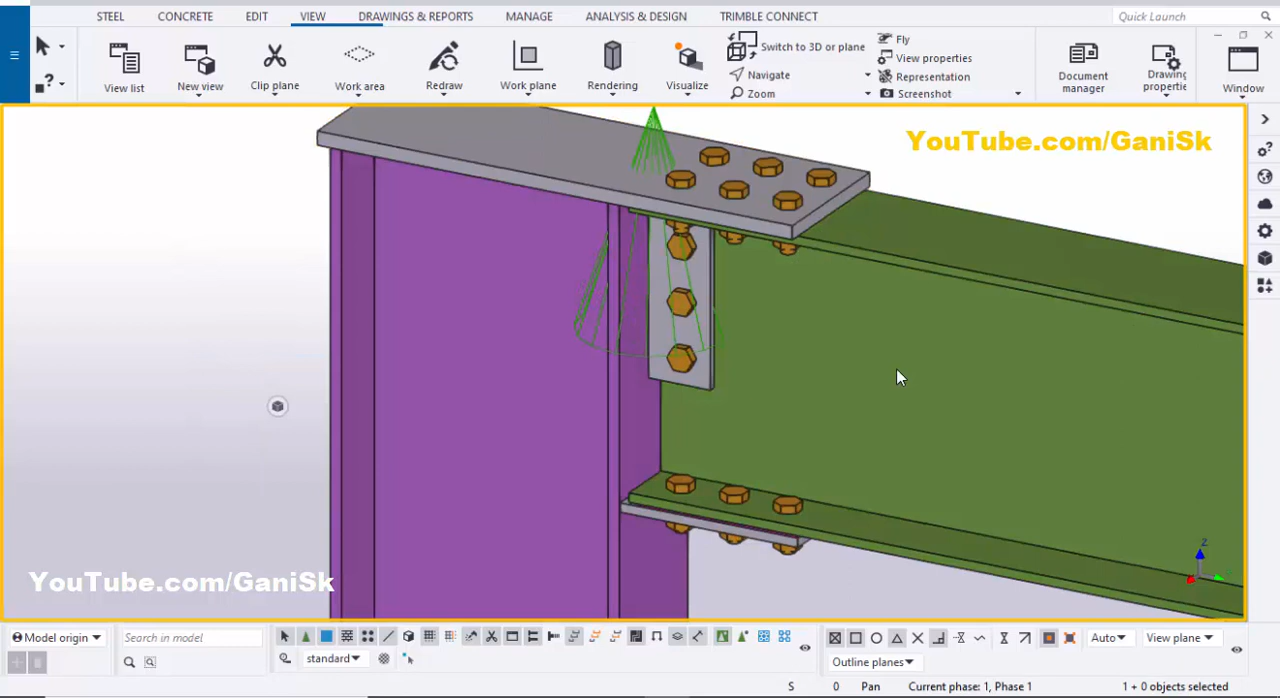 STEEL CONCRETE EDIT VIEW DRAWINGS & REPORTS MANAGE ANALYSIS & DESIGN TRIMBLE CONNECT Quick Launch
View list
New view
Clip plane
Work area
Redraw
Work plane
Rendering
Visualize
Switch to 3D or plane
Navigate
Zoom
Fly
View properties
Representation
Screenshot
Document
manager
Drawing
propertie
Window
YouTube.com/GaniSk
YouTube.com/GaniSk
Z
Model origin
Search in model
standard
Auto
View plane
Outline planes
S 0 Pan Current phase: 1, Phase 1 1 + 0 objects selected